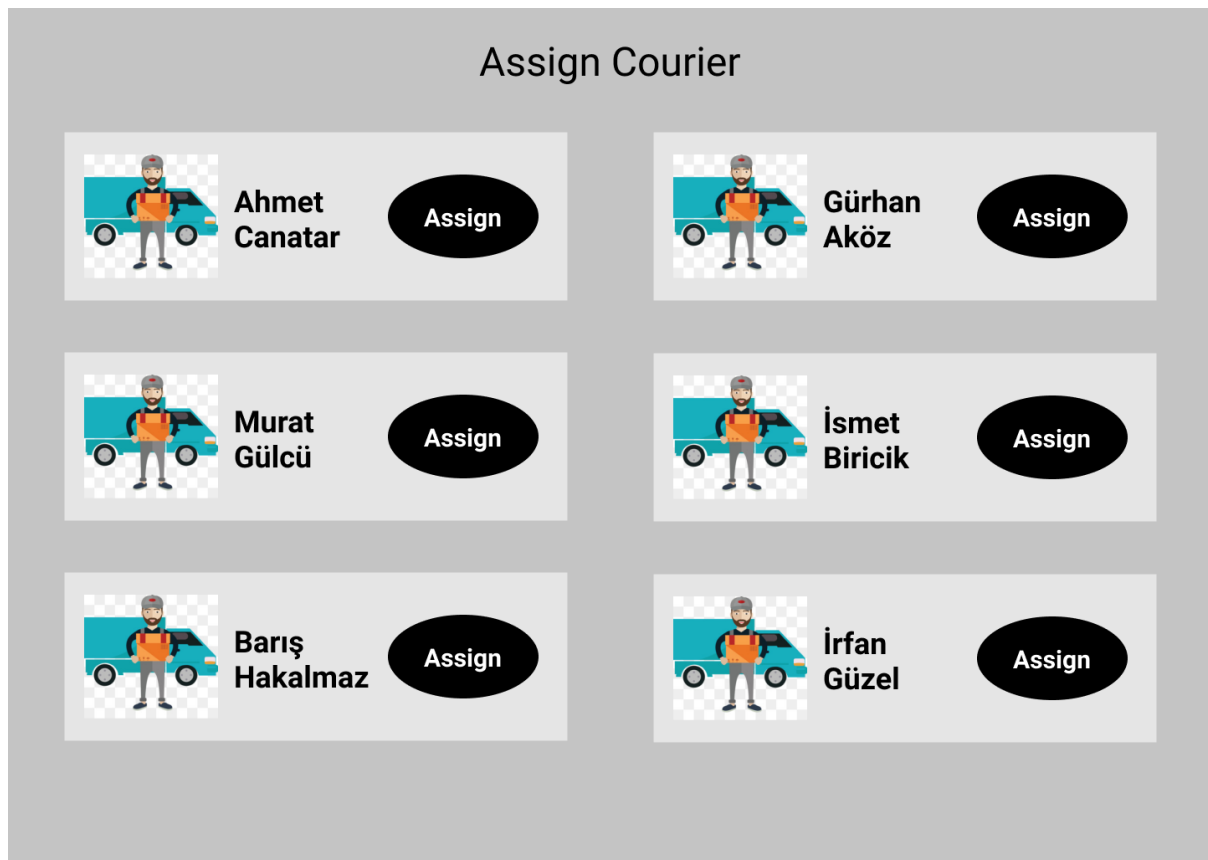 Assign Courier
Ahmet
Canatar
Assign
Gürhan
Aköz
Assign
Murat
Gülcü
Assign
İsmet
Biricik
Assign
Barış
Hakalmaz
Assign
İrfan
Güzel
Assign